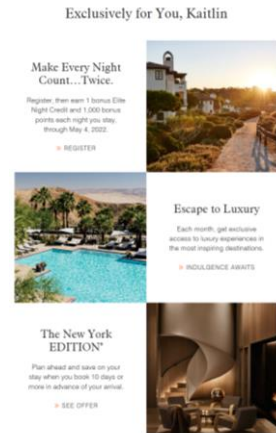 Exclusively for You, Kaitlin
Make Every Night
Count...Twice.
Register, then earn 1 bonus Elite
Night Credit and 1,000 bonus
points each night you stay,
through May 4, 2022.
» REGISTER
Escape to Luxury
Each month, get exclusive
access to luxury experiences in
the most inspiring destinations.
» INDULGENCE AWAITS
The New York
EDITION®
Plan ahead and save on your
stay when you book 10 days or
more in advance of your arrival.
» SEE OFFER